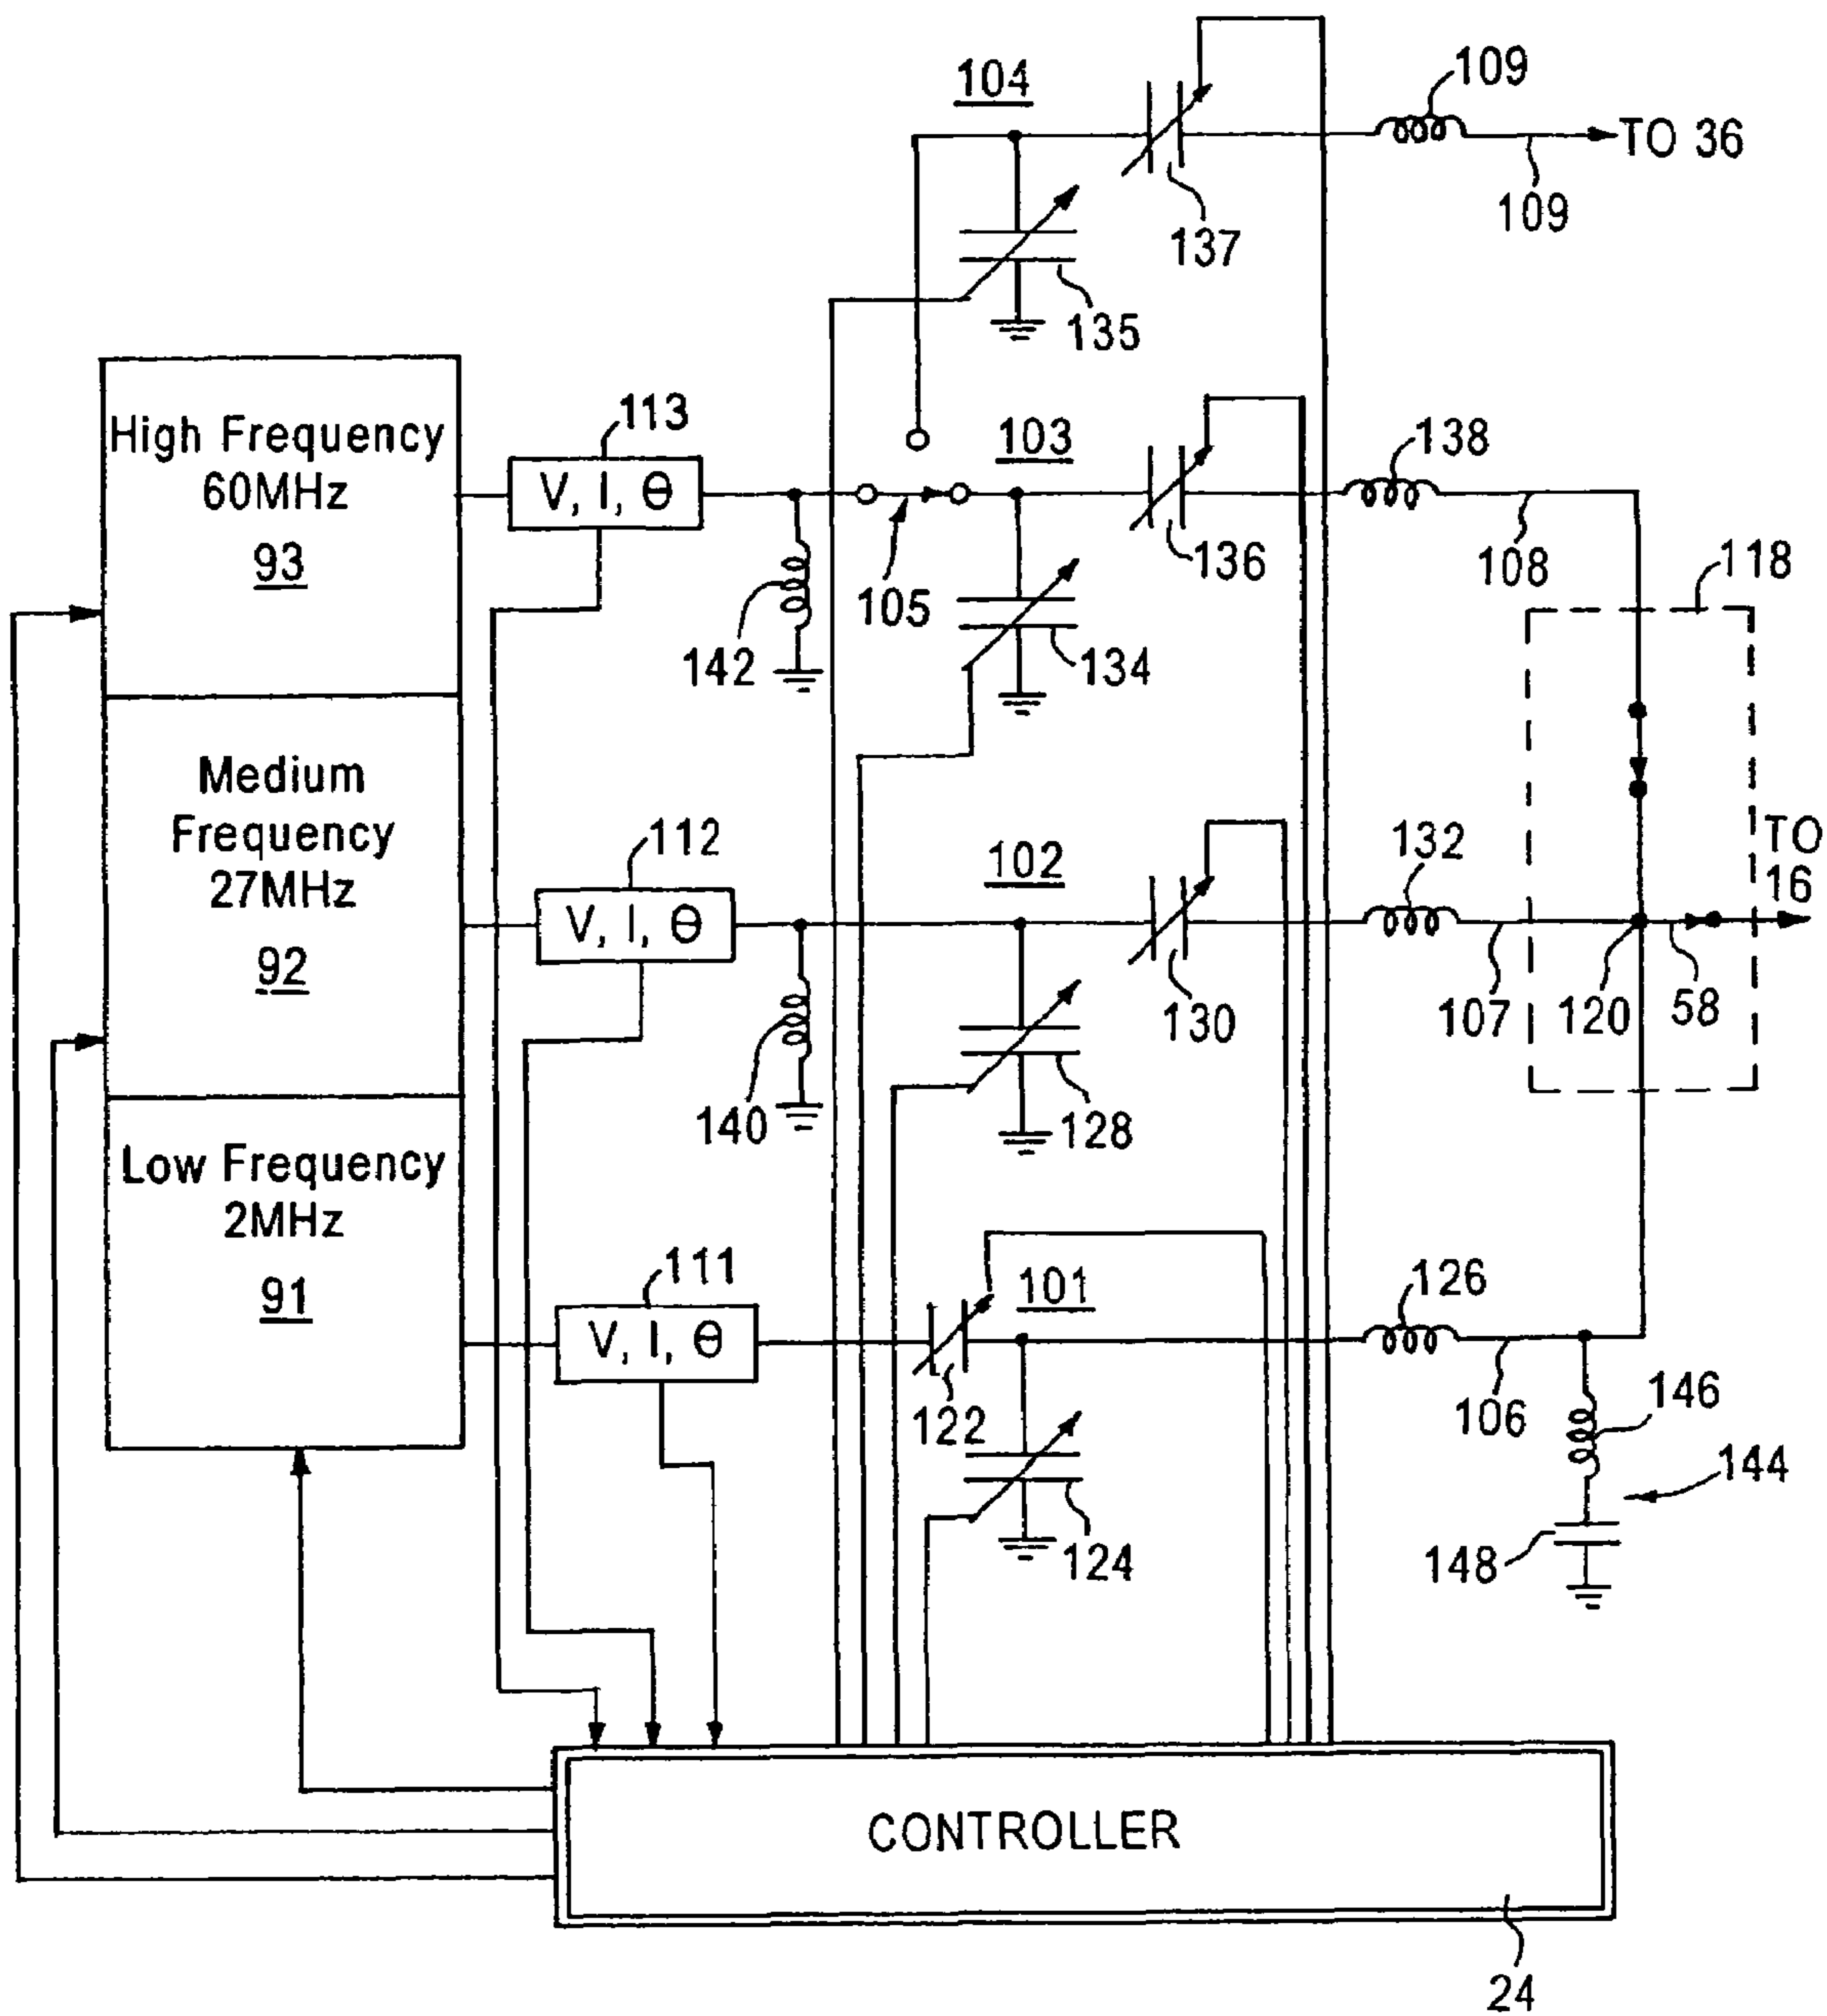 104
109
TO 36
109
137
135
High Frequency
60MHz
93
113
V, I, Θ
103
138
105
136
108
118
142
134
Medium
Frequency
27MHz
92
112
V, I, Θ
102
132
TO
16
130
107
120
58
140
128
Low Frequency
2MHz
91
111
V, I, Θ
101
126
122
106
146
144
124
148
CONTROLLER
24